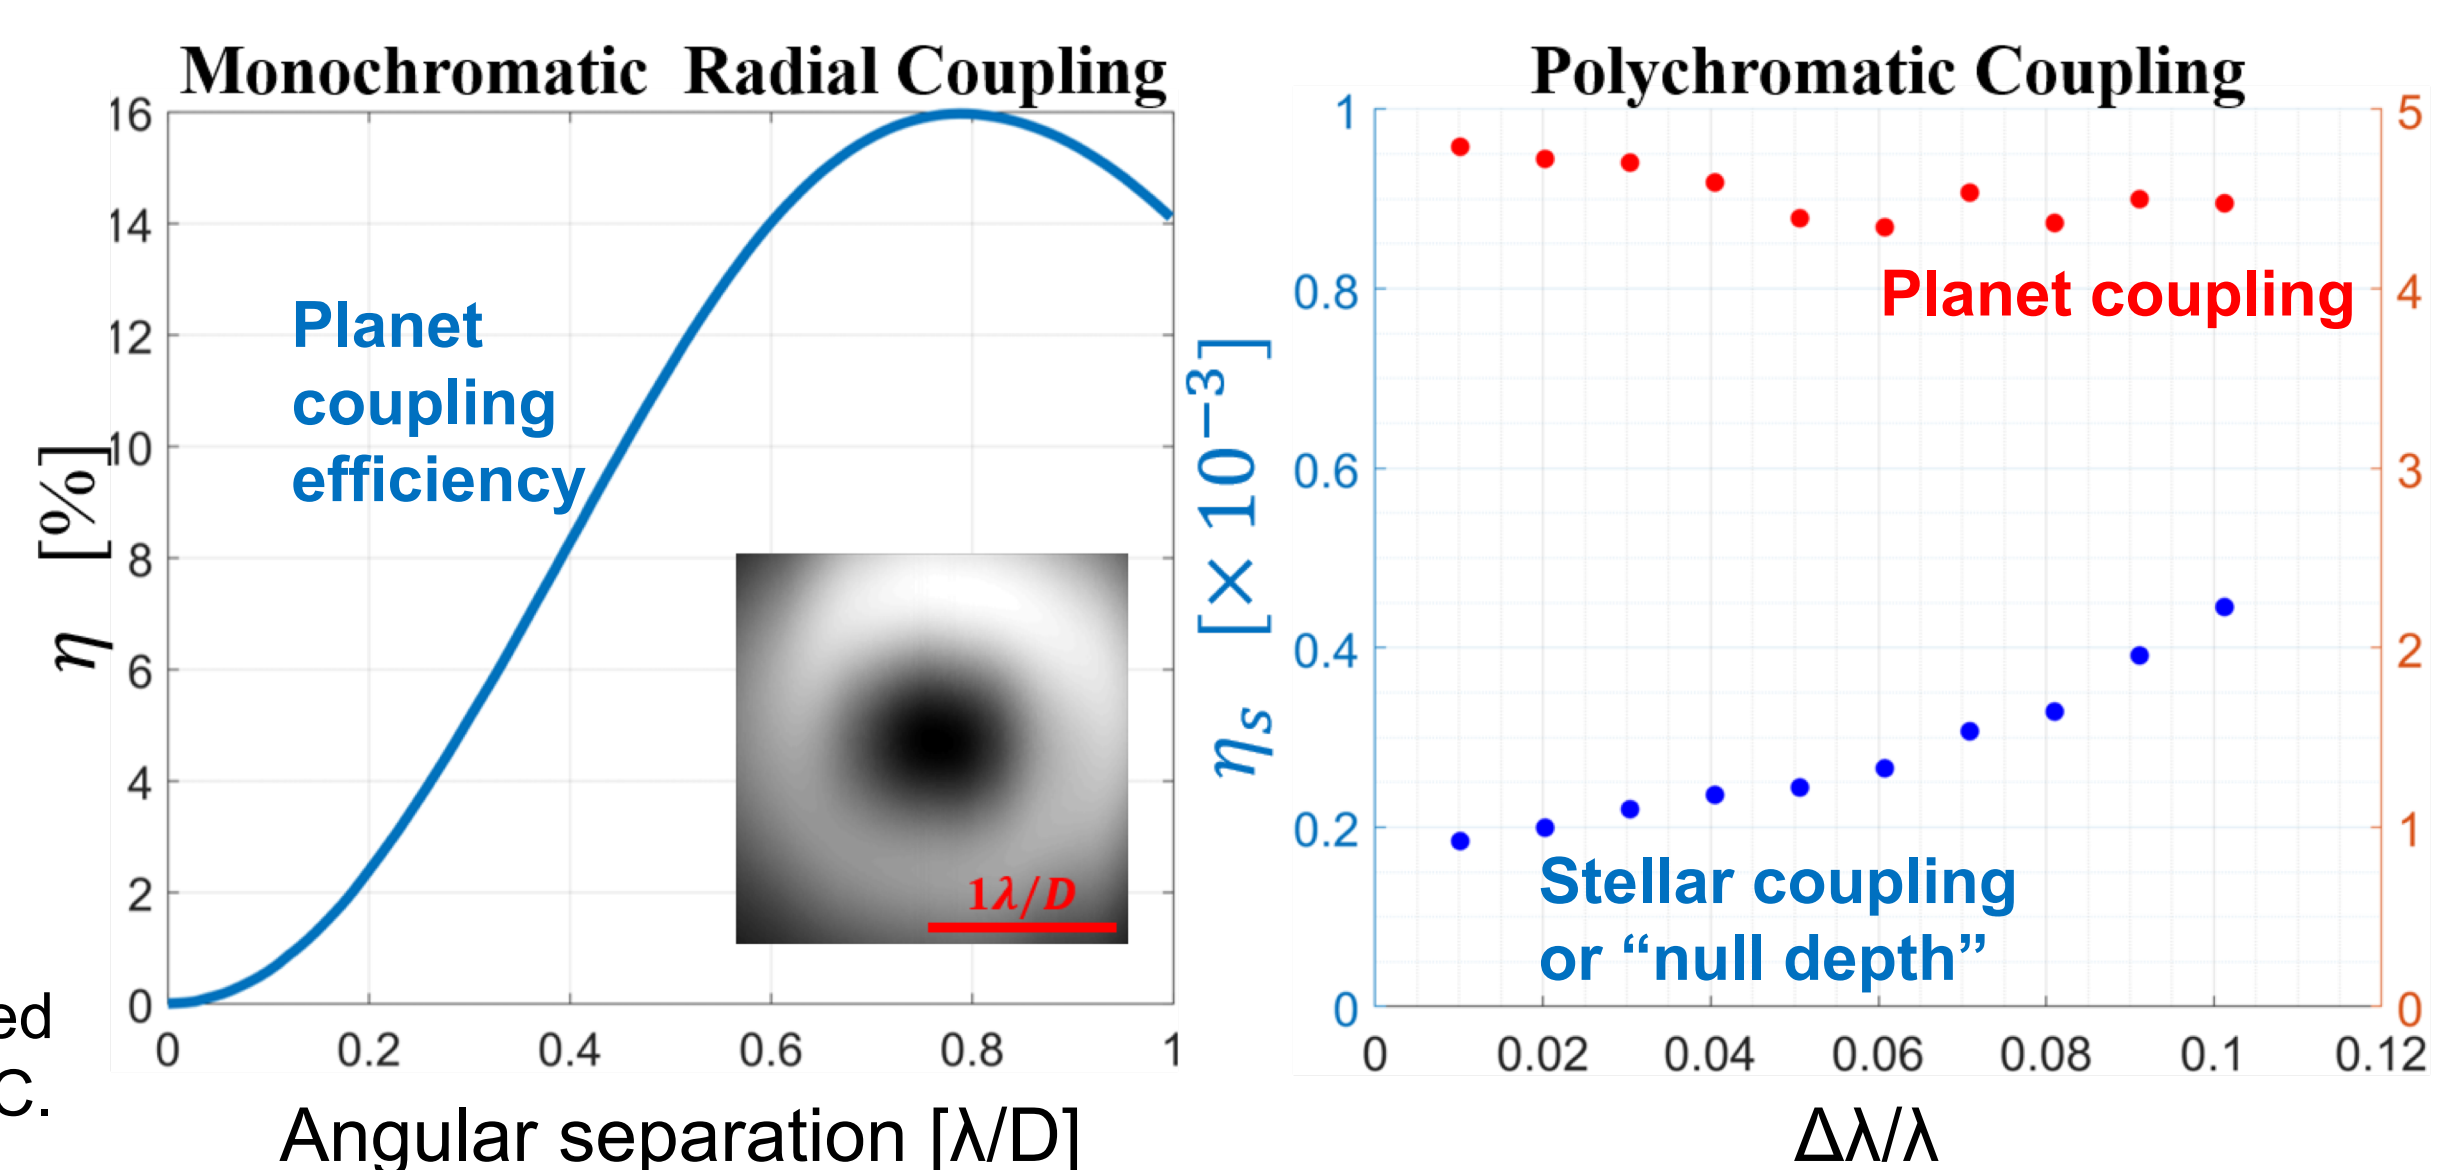 Monochromatic Radial Coupling
16
14
12
10
8
6
4
2
0
η [%]
Planet
coupling
efficiency
1λ/D
0 0.2 0.4 0.6 0.8 1
Angular separation [λ/D]
ed
C.
Polychromatic Coupling
1
0.8
0.6
0.4
0.2
0
ηs [× 10−3]
5
4
3
2
1
0
Planet coupling
Stellar coupling
or “null depth”
0 0.02 0.04 0.06 0.08 0.1 0.12
Δλ/λ